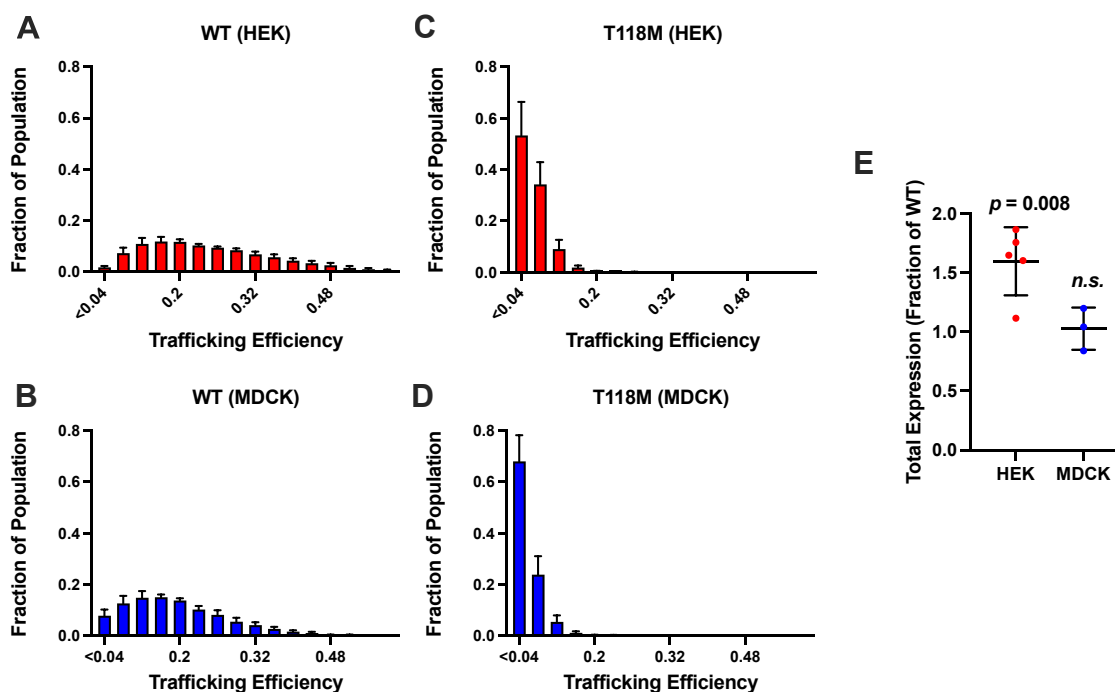 A
WT (HEK)
Fraction of Population
0.8
0.6
0.4
0.2
0.0
<0.04
0.2
0.32
0.48
Trafficking Efficiency
C
T118M (HEK)
Fraction of Population
0.8
0.6
0.4
0.2
0.0
<0.04
0.2
0.32
0.48
Trafficking Efficiency
B
WT (MDCK)
Fraction of Population
0.8
0.6
0.4
0.2
0.0
<0.04
0.2
0.32
0.48
Trafficking Efficiency
D
T118M (MDCK)
Fraction of Population
0.8
0.6
0.4
0.2
0.0
<0.04
0.2
0.32
0.48
Trafficking Efficiency
E
Total Expression (Fraction of WT)
p = 0.008
n.s.
2.0
1.5
1.0
0.5
0.0
HEK
MDCK